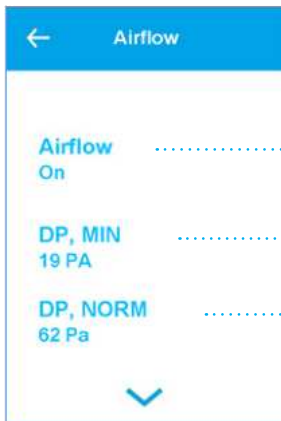 Airflow
Airflow
On
DP, MIN
19 PA
DP, NORM
62 Pa